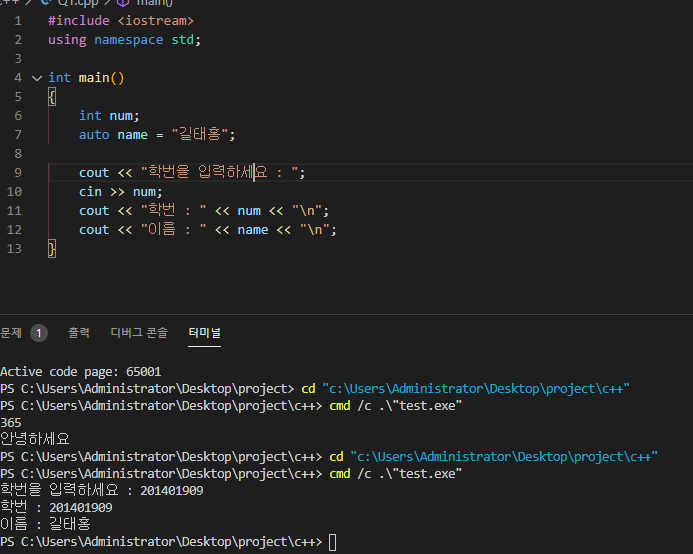 Q1.cpp > main()
1 #include <iostream>
2 using namespace std;
3
4 int main()
5 {
6 int num;
7 auto name = "길태홍";
8
9 cout << "학번을 입력하세요 : ";
10 cin >> num;
11 cout << "학번 : " << num << "\n";
12 cout << "이름 : " << name << "\n";
13 }
문제 1 출력 디버그 콘솔 터미널
Active code page: 65001
PS C:\Users\Administrator\Desktop\project> cd "c:\Users\Administrator\Desktop\project\c++"
PS C:\Users\Administrator\Desktop\project\c++> cmd /c .\"test.exe"
365
안녕하세요
PS C:\Users\Administrator\Desktop\project\c++> cd "c:\Users\Administrator\Desktop\project\c++"
PS C:\Users\Administrator\Desktop\project\c++> cmd /c .\"test.exe"
학번을 입력하세요 : 201401909
학번 : 201401909
이름 : 길태홍
PS C:\Users\Administrator\Desktop\project\c++>